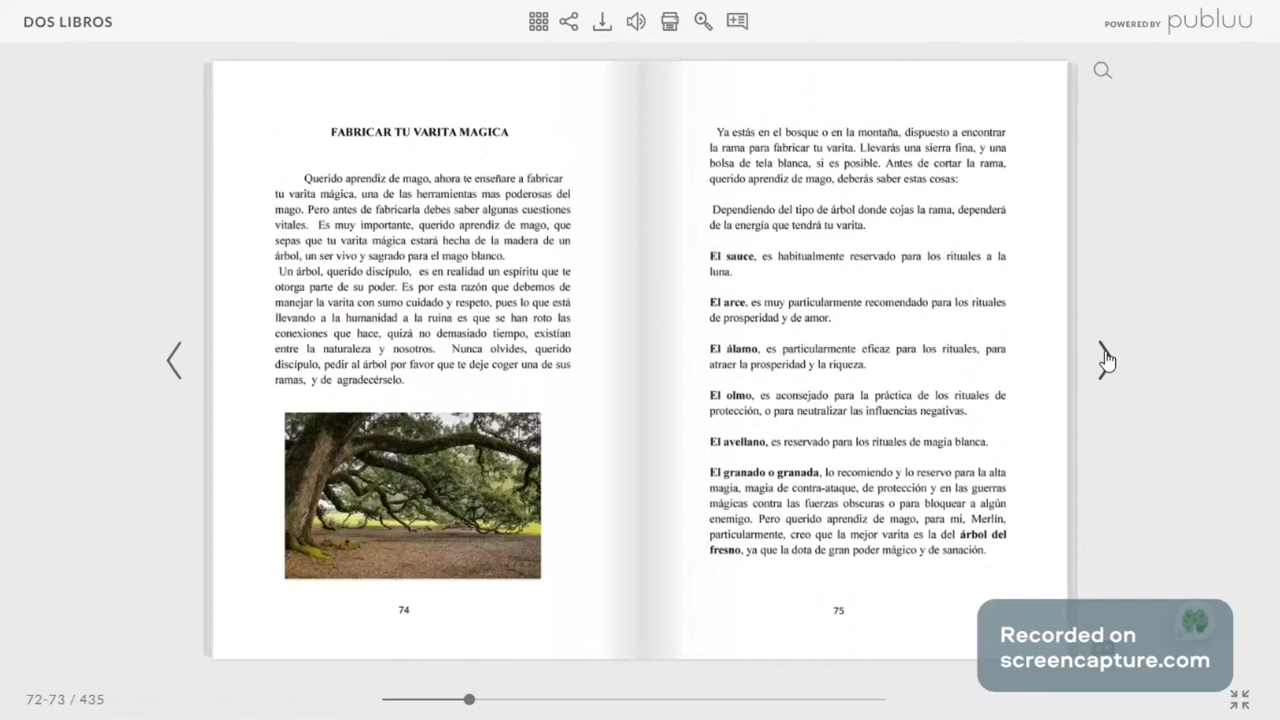 DOS LIBROS
POWERED BY publuu
FABRICAR TU VARITA MAGICA
Querido aprendiz de mago, ahora te enseñare a fabricar
tu varita mágica, una de las herramientas mas poderosas del
mago. Pero antes de fabricarla debes saber algunas cuestiones
vitales. Es muy importante, querido aprendiz de mago, que
sepas que tu varita mágica estará hecha de la madera de un
árbol, un ser vivo y sagrado para el mago blanco.
Un árbol, querido discípulo, es en realidad un espíritu que te
otorga parte de su poder. Es por esta razón que debemos de
manejar la varita con sumo cuidado y respeto, pues lo que está
llevando a la humanidad a la ruina es que se han roto las
conexiones que hace, quizá no demasiado tiempo, existían
entre la naturaleza y nosotros. Nunca olvides, querido
discípulo, pedir al árbol por favor que te deje coger una de sus
ramas, y de agradecérselo.
74
Ya estás en el bosque o en la montaña, dispuesto a encontrar
la rama para fabricar tu varita. Llevarás una sierra fina, y una
bolsa de tela blanca, si es posible. Antes de cortar la rama,
querido aprendiz de mago, deberás saber estas cosas:
Dependiendo del tipo de árbol donde cojas la rama, dependerá
de la energía que tendrá tu varita.
El sauce, es habitualmente reservado para los rituales a la
luna.
El arce, es muy particularmente recomendado para los rituales
de prosperidad y de amor.
El álamo, es particularmente eficaz para los rituales, para
atraer la prosperidad y la riqueza.
El olmo, es aconsejado para la práctica de los rituales de
protección, o para neutralizar las influencias negativas.
El avellano, es reservado para los rituales de magia blanca.
El granado o granada, lo recomiendo y lo reservo para la alta
magia, magia de contra-ataque, de protección y en las guerras
mágicas contra las fuerzas obscuras o para bloquear a algún
enemigo. Pero querido aprendiz de mago, para mi, Merlín,
particularmente, creo que la mejor varita es la del árbol del
fresno, ya que la dota de gran poder mágico y de sanación.
75
Recorded on
screencapture.com
72-73 / 435